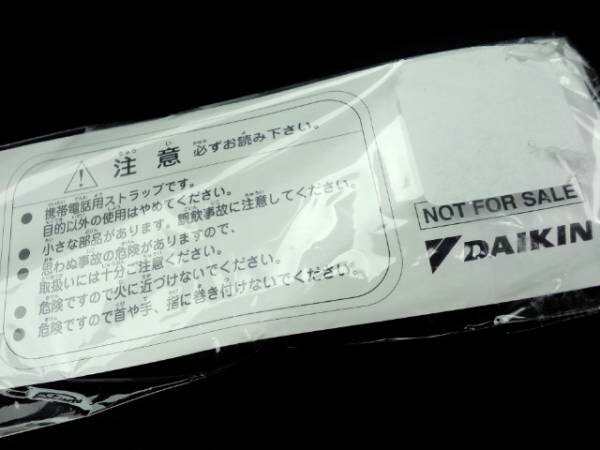 注意 必ずお読み下さい。
● 携帯電話用ストラップです。
目的以外の使用はやめてください。
● 小さな部品があります。誤飲事故に注意してください。
● 思わぬ事故の危険がありますので、
取扱いには十分ご注意ください。
● 危険ですので火に近づけないでください。
● 危険ですので首や手、指に巻き付けないでください。
NOT FOR SALE
DAIKIN